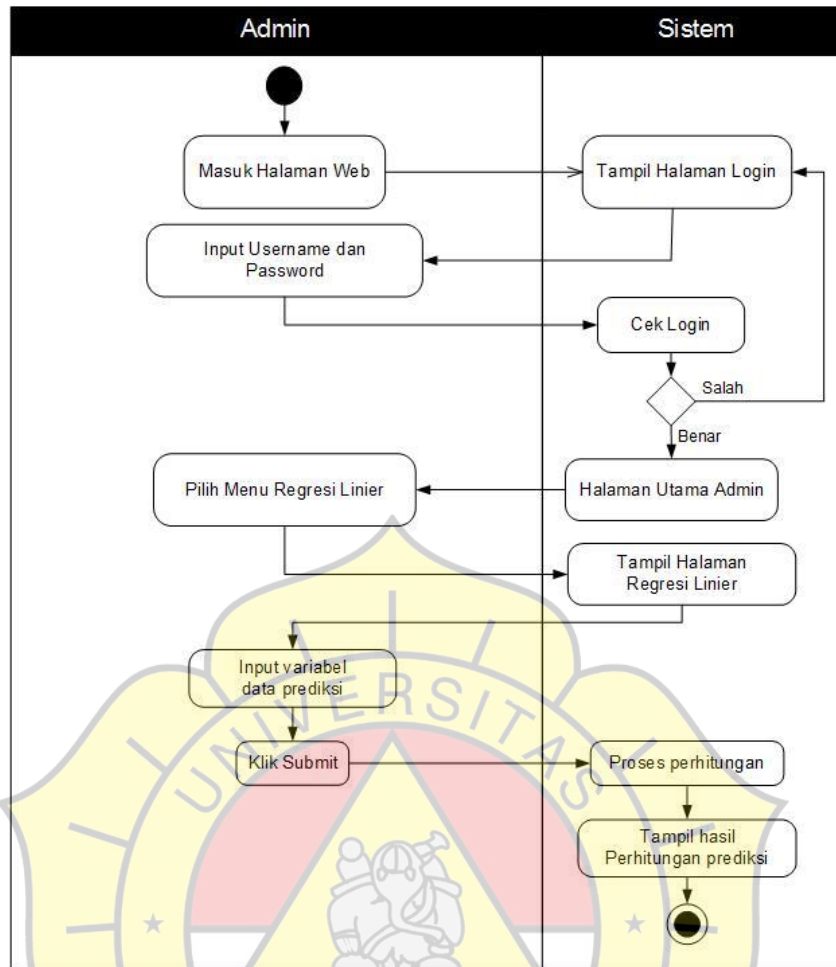 Admin
Sistem
Masuk Halaman Web
Tampil Halaman Login
Input Username dan
Password
Cek Login
Salah
Benar
Pilih Menu Regresi Linier
Halaman Utama Admin
Tampil Halaman
Regresi Linier
Input variabel
data prediksi
UNIVERSITAS
Klik Submit
Proses perhitungan
Tampil hasil
Perhitungan prediksi